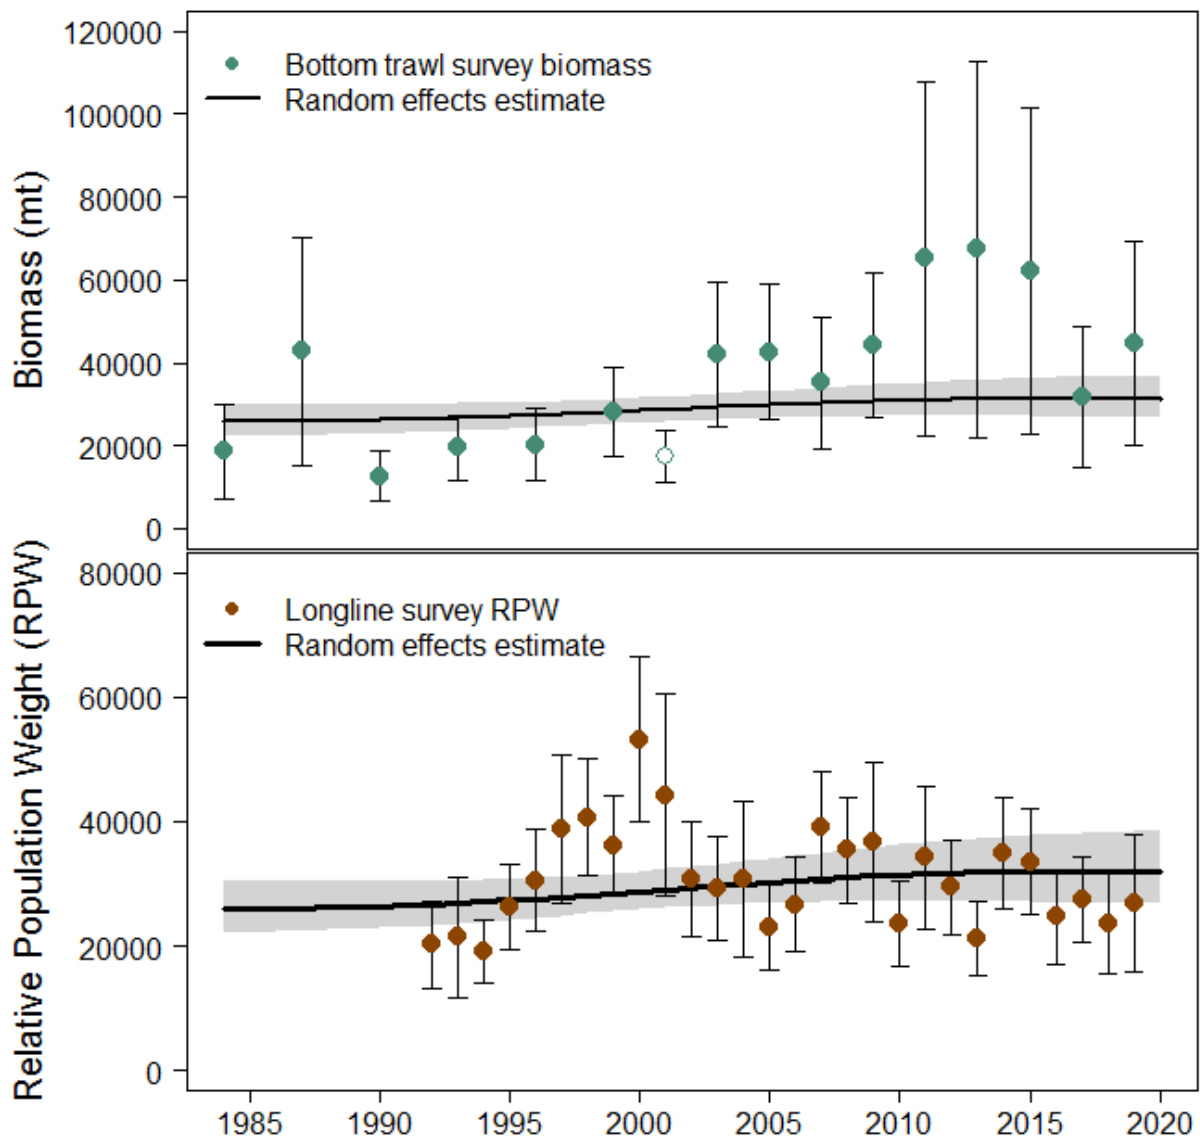 Biomass (mt)
120000
100000
80000
60000
40000
20000
0
Bottom trawl survey biomass
Random effects estimate
Relative Population Weight (RPW)
80000
60000
40000
20000
0
Longline survey RPW
Random effects estimate
1985 1990 1995 2000 2005 2010 2015 2020